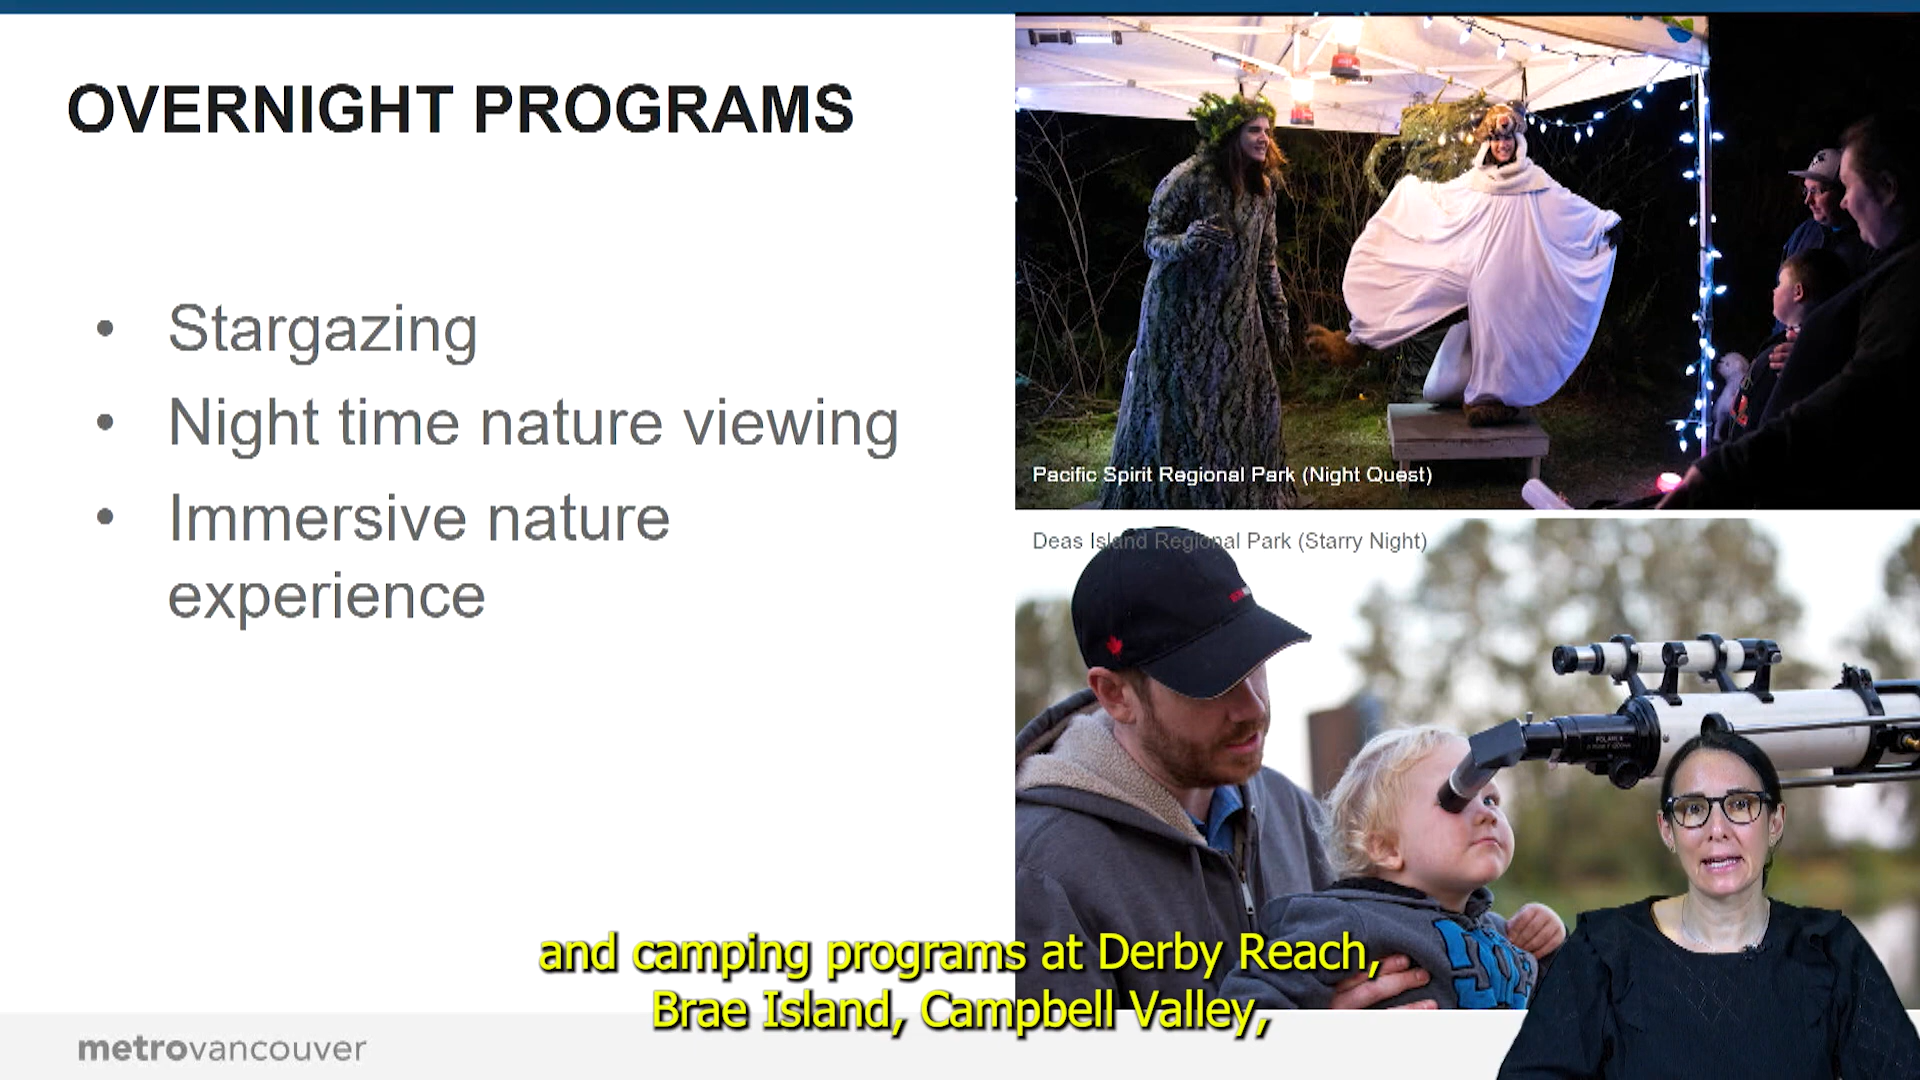 OVERNIGHT PROGRAMS
• Stargazing
• Night time nature viewing
• Immersive nature
experience
Pacific Spirit Regional Park (Night Quest)
Deas Island Regional Park (Starry Night)
and camping programs at Derby Reach,
Brae Island, Campbell Valley,
metrovancouver